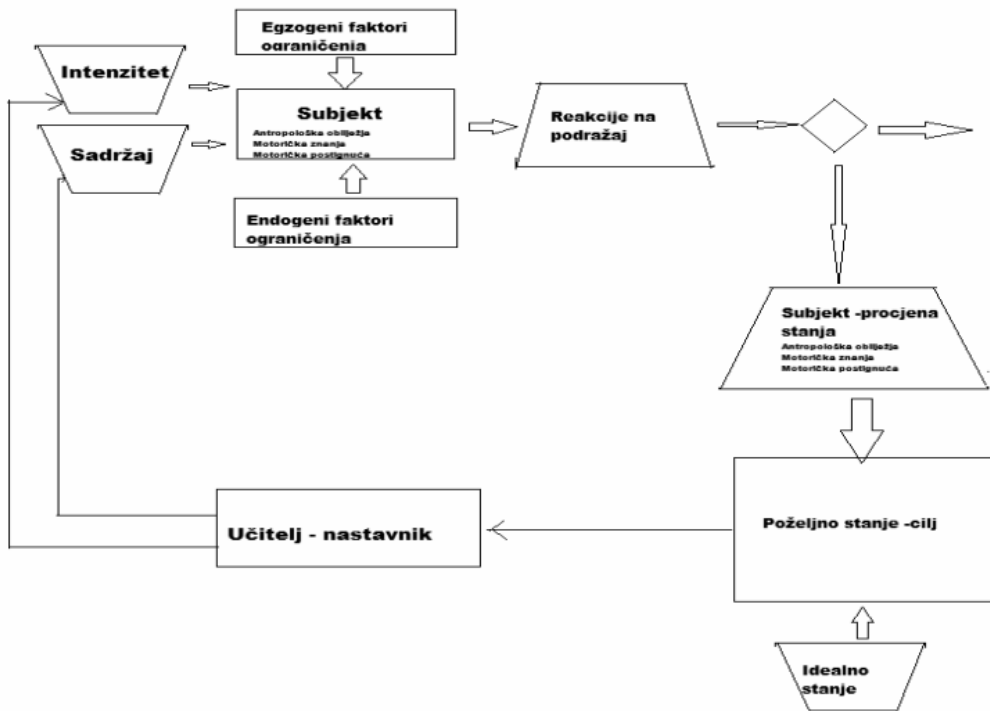 Egzogeni faktori
ograničenia
Intenzitet
Subjekt
Antropološka obilježja
Motorička znanja
Motorička postignuća
Sadržaj
Reakcije na
podražaj
Endogeni faktori
ograničenja
Subjekt -procjena
stanja
Antropološka obilježja
Motorička znanja
Motorička postignuća
Učitelj - nastavnik
Poželjno stanje -cilj
Idealno
stanje